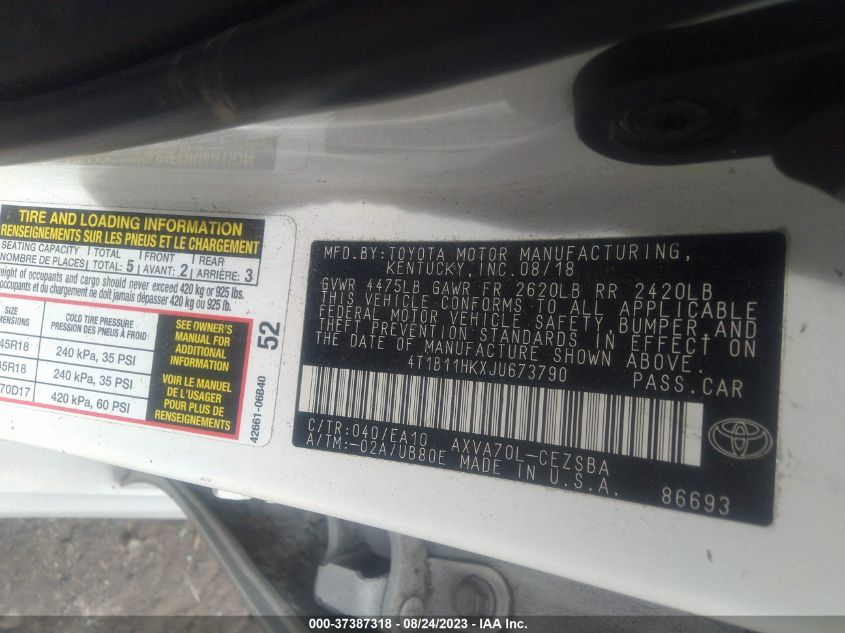 TIRE AND LOADING INFORMATION
RENSEIGNEMENTS SUR LES PNEUS ET LE CHARGEMENT
SEATING CAPACITY TOTAL FRONT REAR
NOMBRE DE PLACES TOTAL: 5 AVANT: 2 ARRIÈRE: 3
weight of occupants and cargo should never exceed 420 kg or 925 lbs.
occupants et du chargement ne doit jamais dépasser 420 kg ou 925 lb.
SIZE COLD TIRE PRESSURE
DIMENSIONS PRESSION DES PNEUS À FROID
45R18 240 kPa, 35 PSI
45R18 240 kPa, 35 PSI
70D17 420 kPa, 60 PSI
SEE OWNER'S
MANUAL FOR
ADDITIONAL
INFORMATION
VOIR LE MANUEL
DE L'USAGER
POUR PLUS DE
RENSEIGNEMENTS
52
42661-06B40
MFD.BY:TOYOTA MOTOR MANUFACTURING,
KENTUCKY, INC.08/18
GVWR 4475LB GAWR FR 2620LB RR 2420LB
THIS VEHICLE CONFORMS TO ALL APPLICABLE
FEDERAL MOTOR VEHICLE SAFETY,BUMPER,AND
THEFT PREVENTION STANDARDS IN EFFECT ON
THE DATE OF MANUFACTURE SHOWN ABOVE.
4T1B11HKXJU673790 PASS.CAR
C/TR:040/EA10 AXVA70L-CEZSBA
A/TM:-02A/UB80E MADE IN U.S.A.
86693
000-37387318 - 08/24/2023 - IAAI.COM